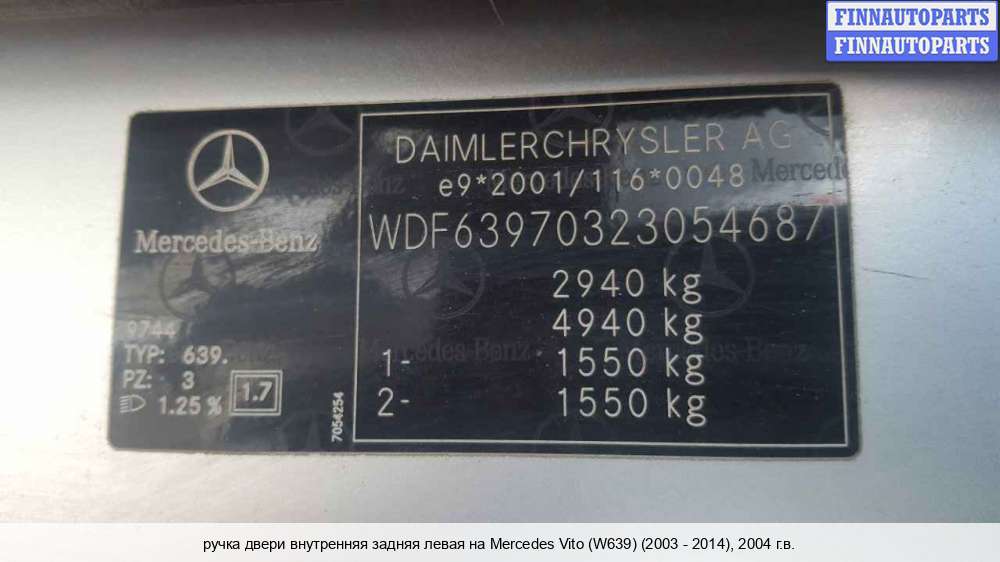 FINNAUTOPARTS
FINNAUTOPARTS
Mercedes-Benz
9744
TYP: 639.
PZ: 3
1.25 %
1.7
7054254
DAIMLERCHRYSLER AG
e9*2001/116*0048
WDF63970323054687
2940 kg
4940 kg
1- 1550 kg
2- 1550 kg
ручка двери внутренняя задняя левая на Mercedes Vito (W639) (2003 - 2014), 2004 г.в.